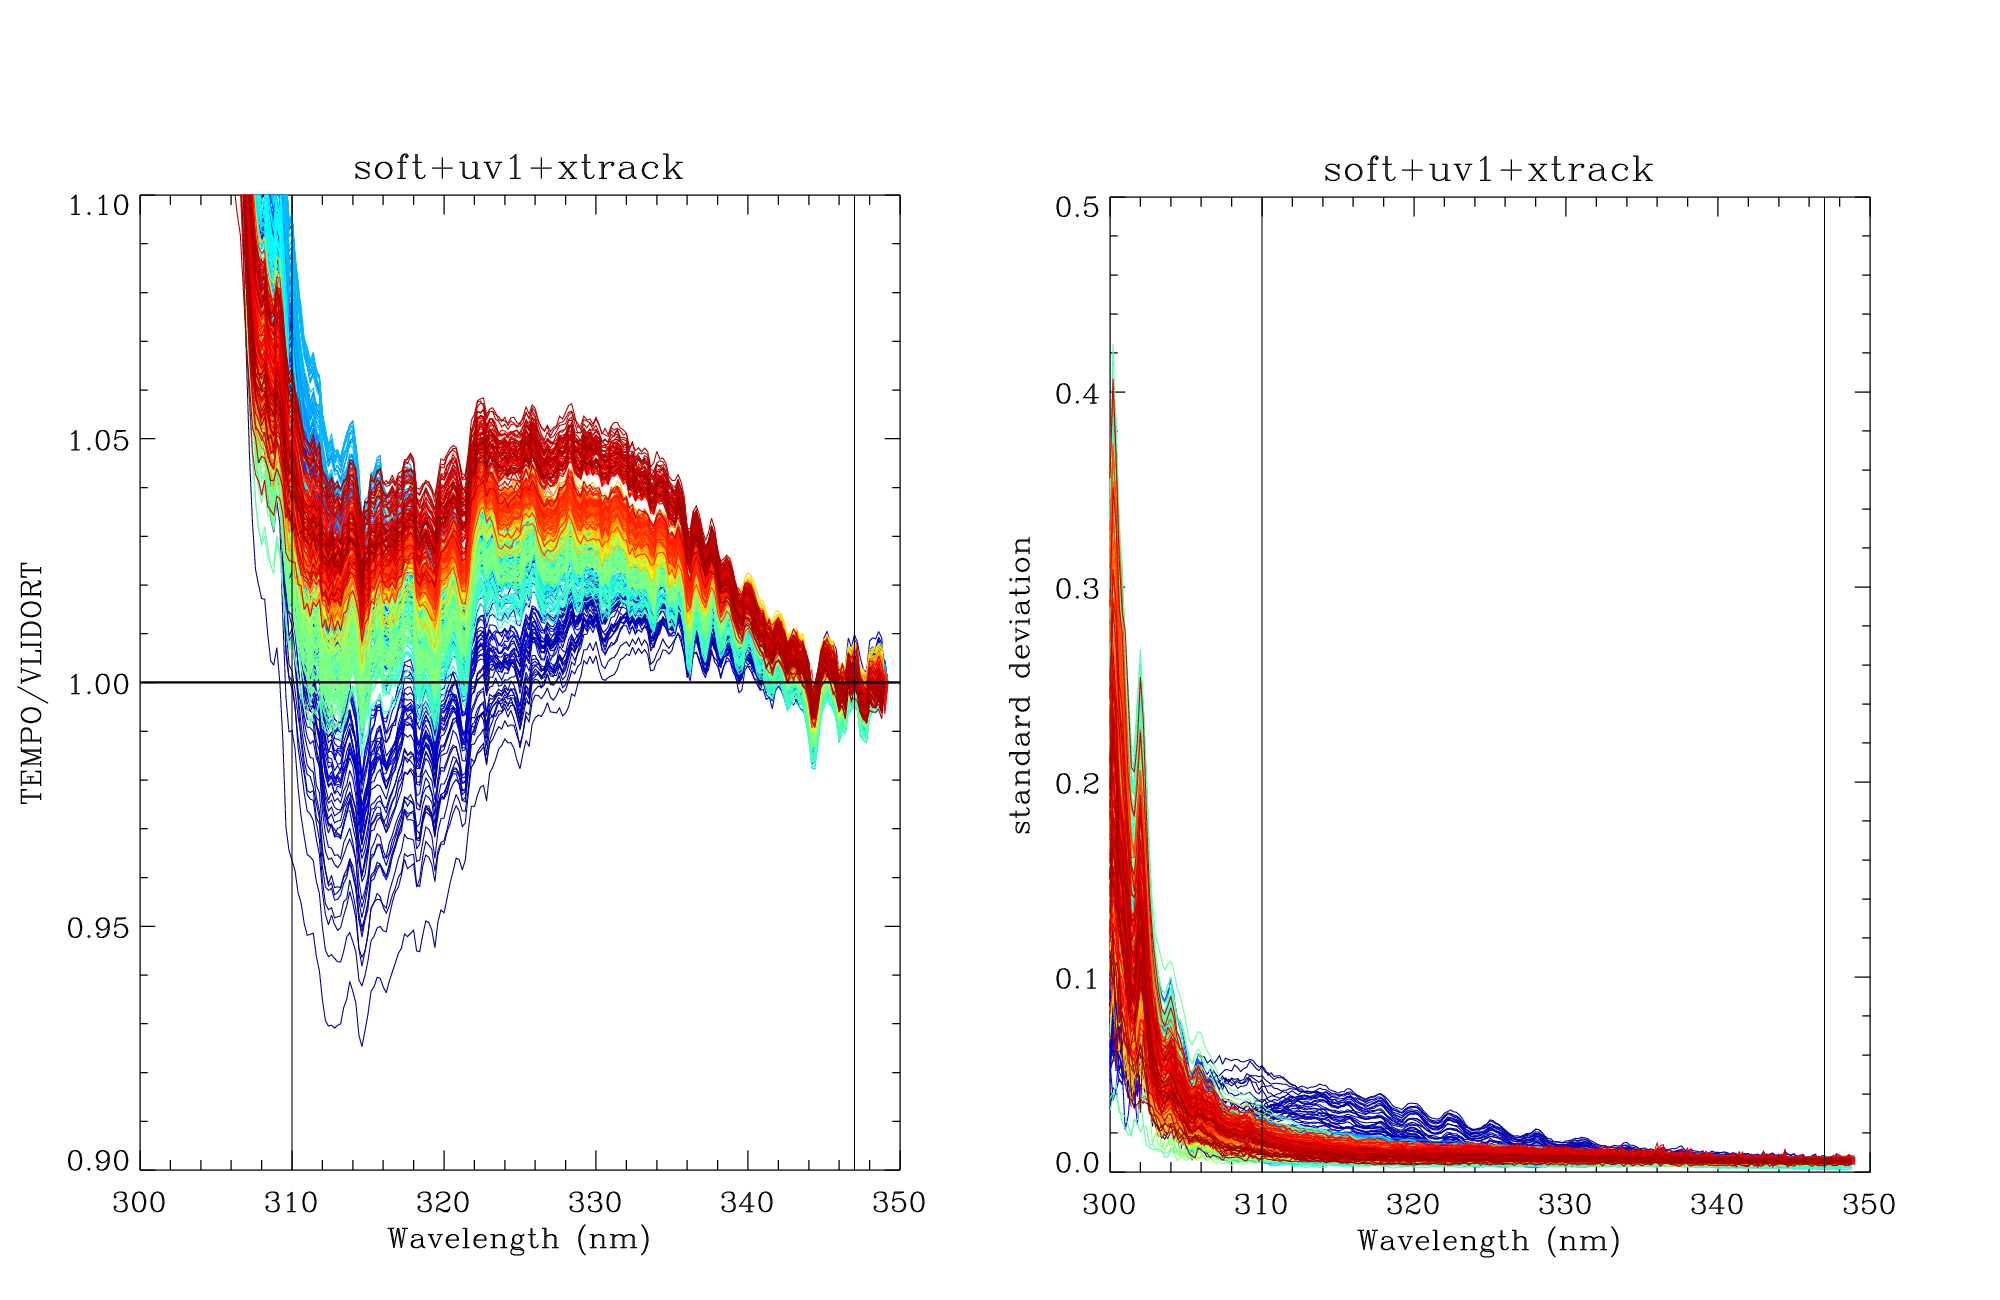 soft+uv1+xtrack
1.10
1.05
1.00
0.95
0.90
TEMPO/VLIDORT
300 310 320 330 340 350
Wavelength (nm)
soft+uv1+xtrack
0.5
0.4
0.3
0.2
0.1
0.0
standard deviation
300 310 320 330 340 350
Wavelength (nm)